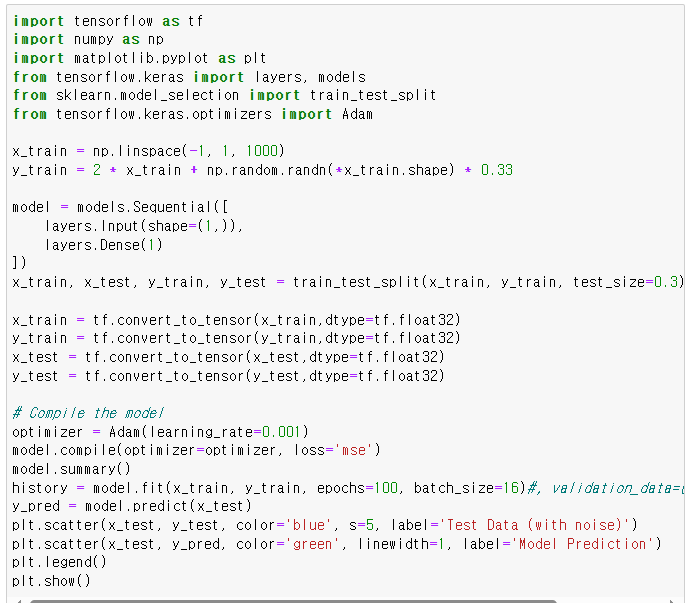 import tensorflow as tf
import numpy as np
import matplotlib.pyplot as plt
from tensorflow.keras import layers, models
from sklearn.model_selection import train_test_split
from tensorflow.keras.optimizers import Adam

x_train = np.linspace(-1, 1, 1000)
y_train = 2 * x_train + np.random.randn(*x_train.shape) * 0.33

model = models.Sequential([
    layers.Input(shape=(1,)),
    layers.Dense(1)
])
x_train, x_test, y_train, y_test = train_test_split(x_train, y_train, test_size=0.3)

x_train = tf.convert_to_tensor(x_train,dtype=tf.float32)
y_train = tf.convert_to_tensor(y_train,dtype=tf.float32)
x_test = tf.convert_to_tensor(x_test,dtype=tf.float32)
y_test = tf.convert_to_tensor(y_test,dtype=tf.float32)

# Compile the model
optimizer = Adam(learning_rate=0.001)
model.compile(optimizer=optimizer, loss='mse')
model.summary()
history = model.fit(x_train, y_train, epochs=100, batch_size=16)#, validation_data=(
y_pred = model.predict(x_test)
plt.scatter(x_test, y_test, color='blue', s=5, label='Test Data (with noise)')
plt.scatter(x_test, y_pred, color='green', linewidth=1, label='Model Prediction')
plt.legend()
plt.show()